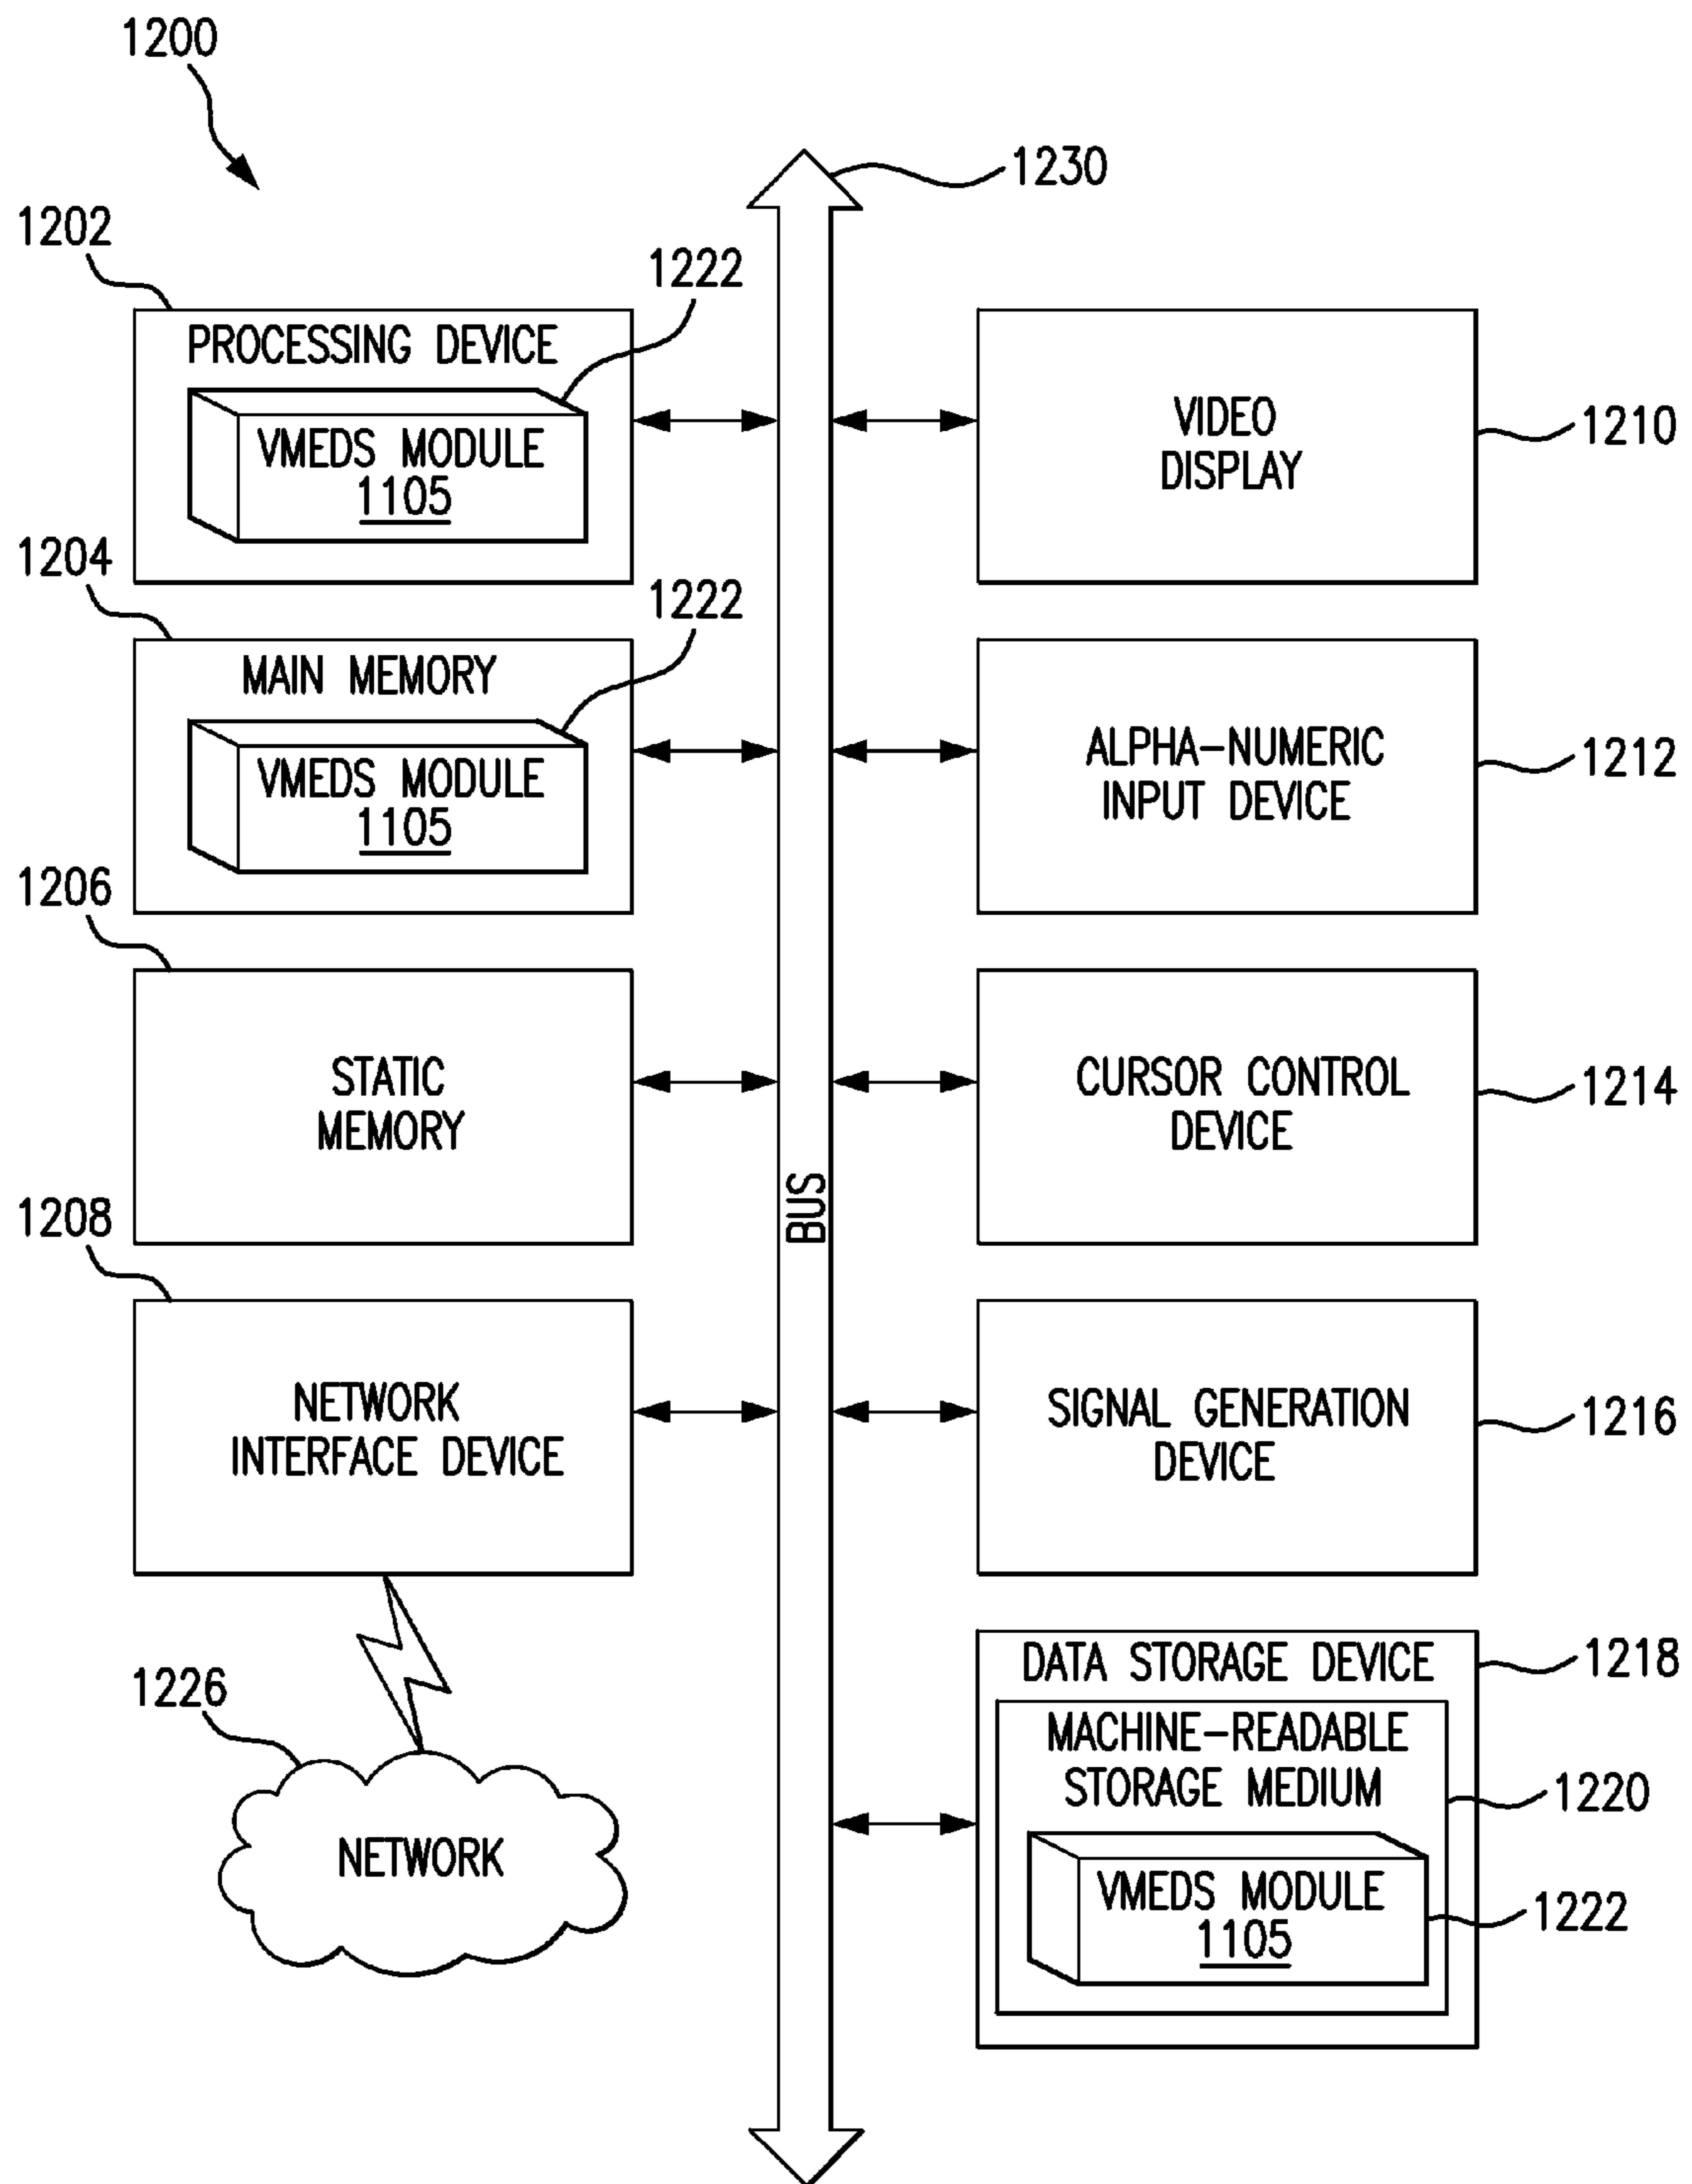 1200
1230
1202
1222
PROCESSING DEVICE
VMEDS MODULE
1105
VIDEO
DISPLAY
1210
1204
1222
MAIN MEMORY
VMEDS MODULE
1105
ALPHA-NUMERIC
INPUT DEVICE
1212
1206
STATIC
MEMORY
CURSOR CONTROL
DEVICE
1214
BUS
1208
NETWORK
INTERFACE DEVICE
SIGNAL GENERATION
DEVICE
1216
1226
NETWORK
DATA STORAGE DEVICE
1218
MACHINE-READABLE
STORAGE MEDIUM
1220
VMEDS MODULE
1105
1222